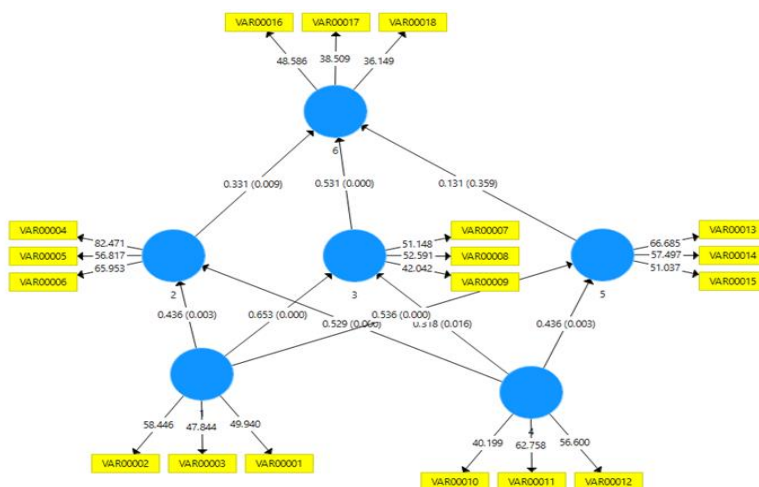 VAR00016 VAR00017 VAR00018
48.586 38.509 36.149
6
0.331 (0.009) 0.531 (0.000) 0.131 (0.359)
VAR00004
VAR00005
VAR00006
82.471
56.817
65.953
2
VAR00007
VAR00008
VAR00009
51.148
52.591
42.042
3
VAR00013
VAR00014
VAR00015
66.685
57.497
51.037
5
0.436 (0.003) 0.653 (0.000) 0.536 (0.000) 0.436 (0.003)
0.529 (0.000) 0.318 (0.016)
1
58.446 47.844 49.940
VAR00002 VAR00003 VAR00001
4
40.199 62.758 56.600
VAR00010 VAR00011 VAR00012